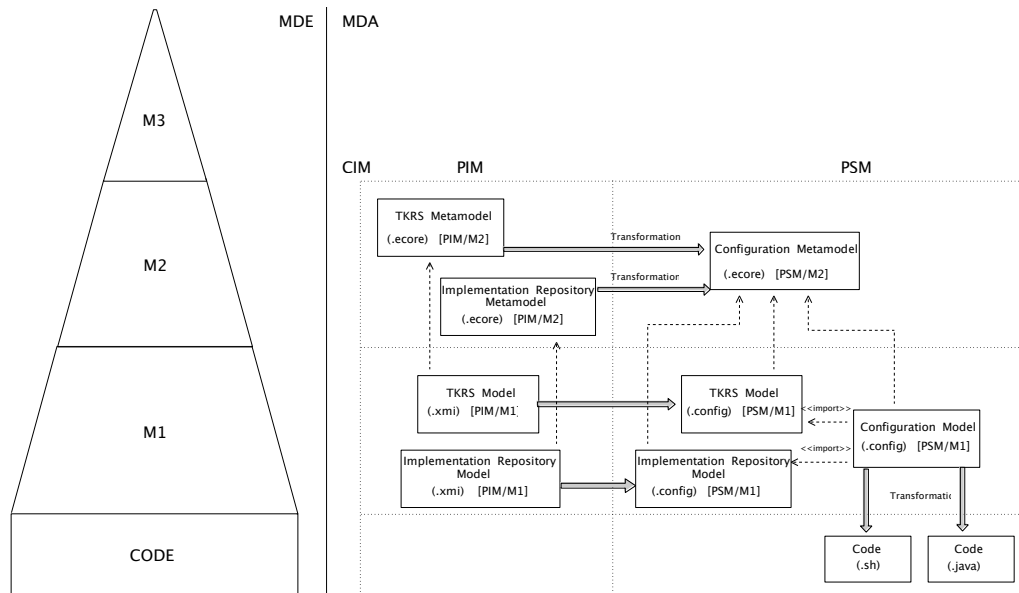 MDE
MDA
M3
M2
M1
CODE
CIM
PIM
PSM
TKRS Metamodel
(.ecore) [PIM/M2]
Transformation
Configuration Metamodel
(.ecore) [PSM/M2]
Transformation
Implementation Repository
Metamodel
(.ecore) [PIM/M2]
TKRS Model
(.xmi) [PIM/M1]
TKRS Model
(.config) [PSM/M1]
<<import>>
Configuration Model
(.config) [PSM/M1]
<<import>>
Implementation Repository
Model
(.xmi) [PIM/M1]
Implementation Repository
Model
(.config) [PSM/M1]
Transformatic
Code
(.sh)
Code
(.java)